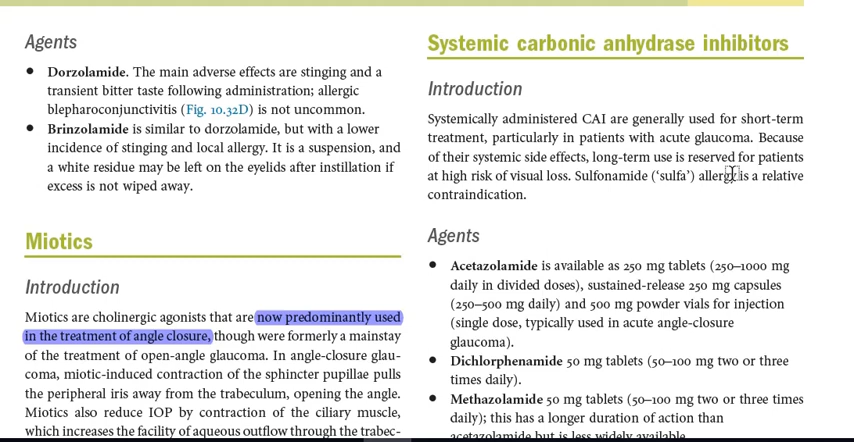 Agents
● Dorzolamide. The main adverse effects are stinging and a
transient bitter taste following administration; allergic
blepharoconjunctivitis (Fig. 10.32D) is not uncommon.
● Brinzolamide is similar to dorzolamide, but with a lower
incidence of stinging and local allergy. It is a suspension, and
a white residue may be left on the eyelids after instillation if
excess is not wiped away.
Miotics
Introduction
Miotics are cholinergic agonists that are now predominantly used
in the treatment of angle closure, though were formerly a mainstay
of the treatment of open-angle glaucoma. In angle-closure glau-
coma, miotic-induced contraction of the sphincter pupillae pulls
the peripheral iris away from the trabeculum, opening the angle.
Miotics also reduce IOP by contraction of the ciliary muscle,
which increases the facility of aqueous outflow through the trabec-
Systemic carbonic anhydrase inhibitors
Introduction
Systemically administered CAI are generally used for short-term
treatment, particularly in patients with acute glaucoma. Because
of their systemic side effects, long-term use is reserved for patients
at high risk of visual loss. Sulfonamide (‘sulfa’) allergy is a relative
contraindication.
Agents
● Acetazolamide is available as 250 mg tablets (250–1000 mg
daily in divided doses), sustained-release 250 mg capsules
(250–500 mg daily) and 500 mg powder vials for injection
(single dose, typically used in acute angle-closure
glaucoma).
● Dichlorphenamide 50 mg tablets (50–100 mg two or three
times daily).
● Methazolamide 50 mg tablets (50–100 mg two or three times
daily); this has a longer duration of action than
acetazolamide but is less widely available.